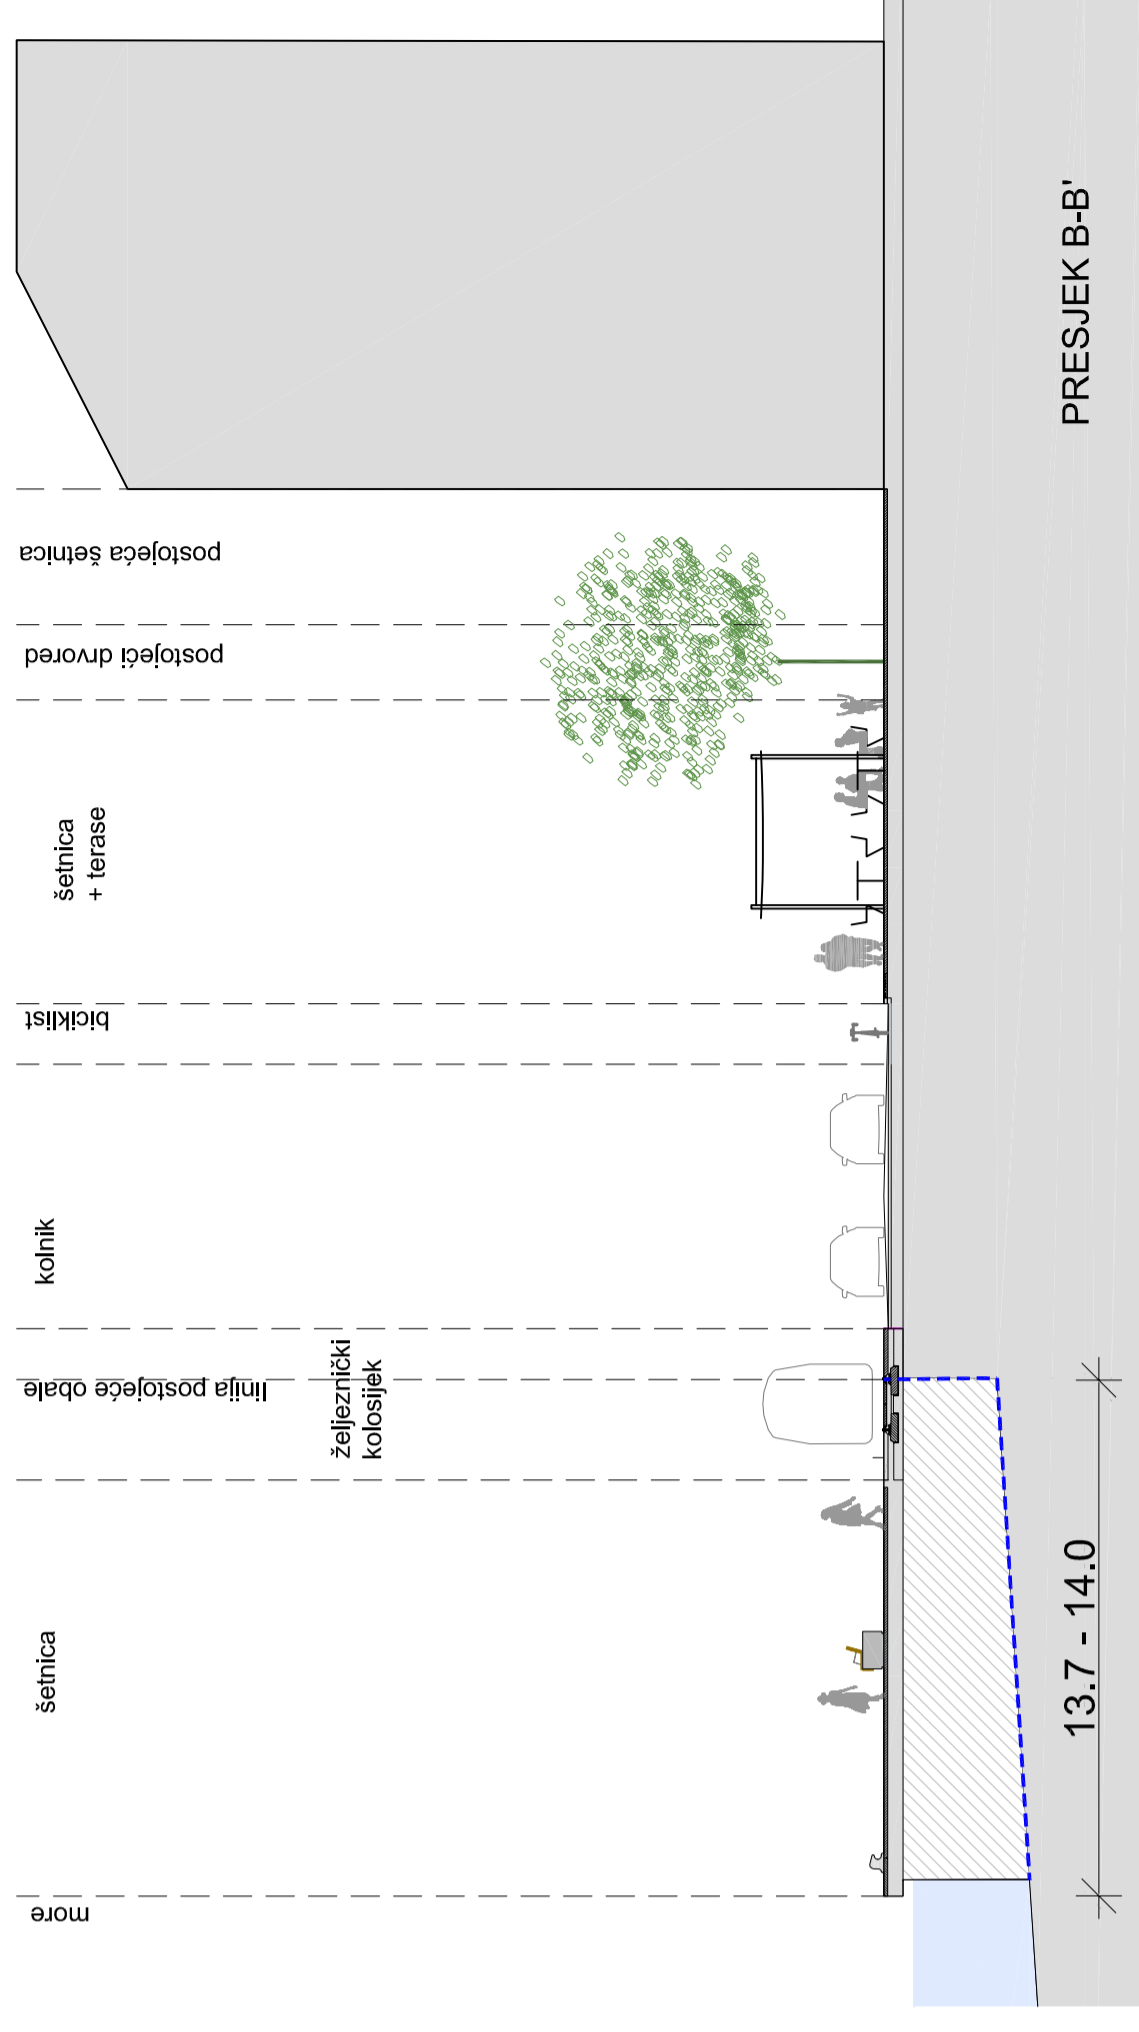 more
šetnica
linija postojeće obale
željeznički
kolosijek
kolnik
biciklist
šetnica
+ terase
postojeći drvored
postojeća šetnica
13.7 - 14.0
PRESJEK B-B'